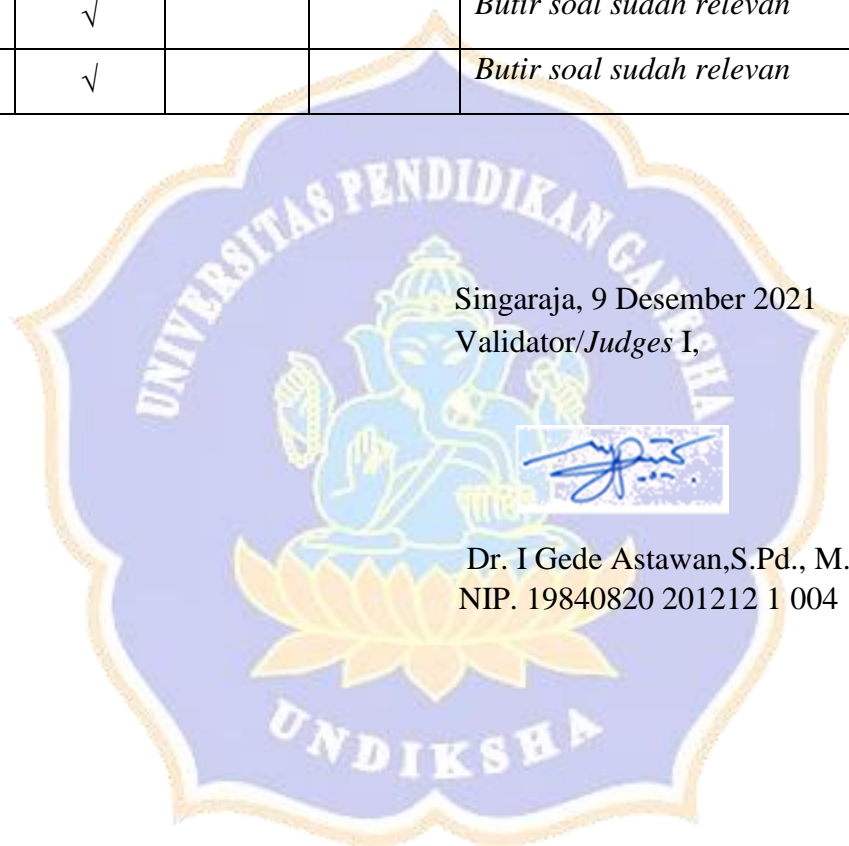 √ Butir soal sudah relevan
√ Butir soal sudah relevan
UNIVERSITAS PENDIDIKAN GANESHA
Singaraja, 9 Desember 2021
Validator/Judges I,
Dr. I Gede Astawan,S.Pd., M.
NIP. 19840820 201212 1 004
UNDIKSHA